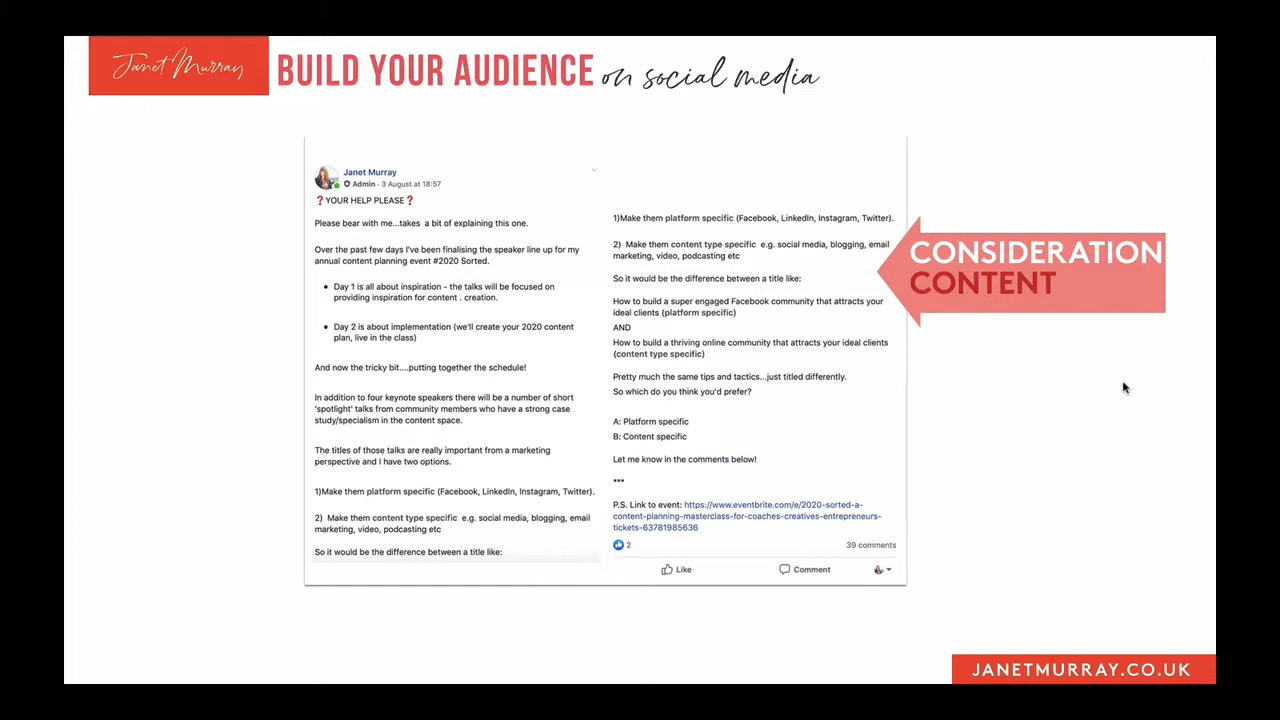 Janet Murray
BUILD YOUR AUDIENCE on social media
Janet Murray
Admin · 3 August at 18:57
❓YOUR HELP PLEASE❓
Please bear with me...takes a bit of explaining this one.
Over the past few days I've been finalising the speaker line up for my
annual content planning event #2020 Sorted.
• Day 1 is all about inspiration - the talks will be focused on
providing inspiration for content . creation.
• Day 2 is about implementation (we'll create your 2020 content
plan, live in the class)
And now the tricky bit....putting together the schedule!
In addition to four keynote speakers there will be a number of short
'spotlight' talks from community members who have a strong case
study/specialism in the content space.
The titles of those talks are really important from a marketing
perspective and I have two options.
1)Make them platform specific (Facebook, LinkedIn, Instagram, Twitter).
2) Make them content type specific e.g. social media, blogging, email
marketing, video, podcasting etc
So it would be the difference between a title like:
1)Make them platform specific (Facebook, LinkedIn, Instagram, Twitter).
2) Make them content type specific e.g. social media, blogging, email
marketing, video, podcasting etc
So it would be the difference between a title like:
How to build a super engaged Facebook community that attracts your
ideal clients (platform specific)
AND
How to build a thriving online community that attracts your ideal clients
(content type specific)
Pretty much the same tips and tactics...just titled differently.
So which do you think you'd prefer?
A: Platform specific
B: Content specific
Let me know in the comments below!
***
P.S. Link to event: https://www.eventbrite.com/e/2020-sorted-a-
content-planning-masterclass-for-coaches-creatives-entrepreneurs-
tickets-63781985636
2
39 comments
Like
Comment
CONSIDERATION
CONTENT
JANETMURRAY.CO.UK